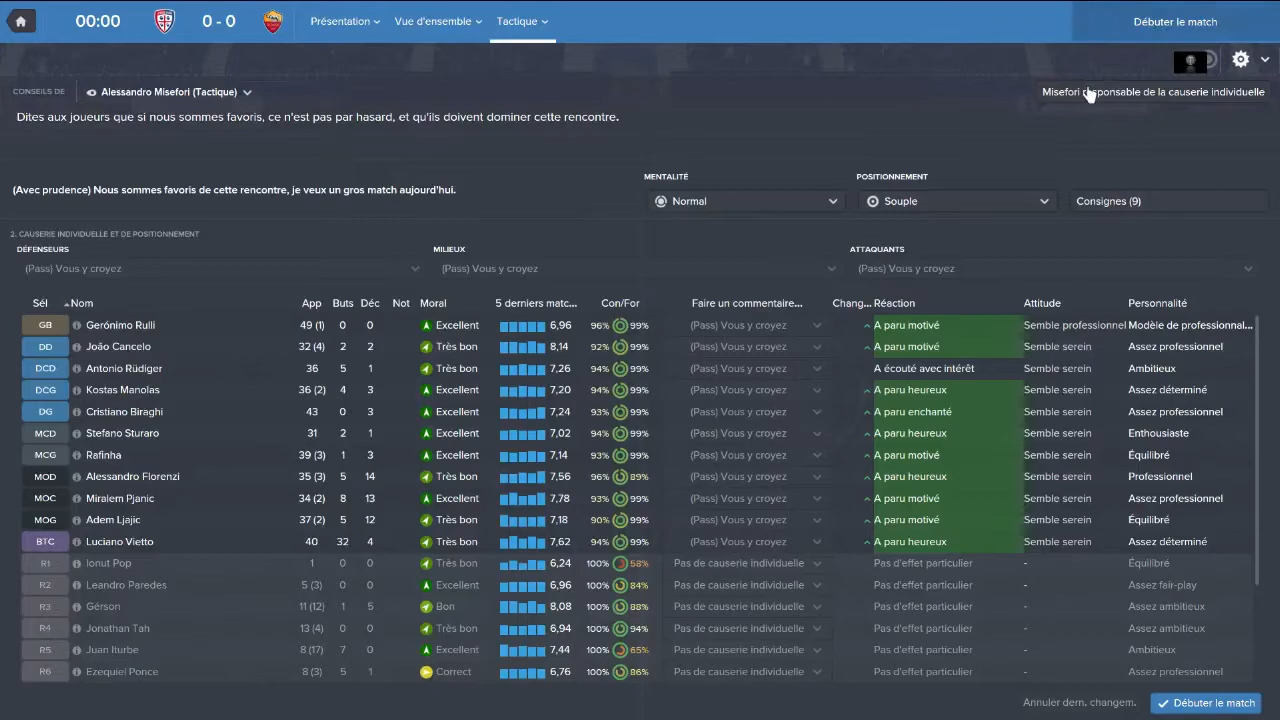 00:00 0 - 0 Présentation Vue d'ensemble Tactique Débuter le match
CONSEILS DE Alessandro Misefori (Tactique) Misefori responsable de la causerie individuelle
Dites aux joueurs que si nous sommes favoris, ce n'est pas par hasard, et qu'ils doivent dominer cette rencontre.
MENTALITÉ POSITIONNEMENT
(Avec prudence) Nous sommes favoris de cette rencontre, je veux un gros match aujourd'hui.
Normal Souple Consignes (9)
2. CAUSERIE INDIVIDUELLE ET DE POSITIONNEMENT
DÉFENSEURS MILIEUX ATTAQUANTS
(Pass) Vous y croyez (Pass) Vous y croyez (Pass) Vous y croyez
Sél Nom App Buts Déc Not Moral 5 derniers matc... Con/For Faire un commentaire... Chang... Réaction Attitude Personnalité
GB Gerónimo Rulli 49 (1) 0 0 Excellent 6,96 96% 99% (Pass) Vous y croyez A paru motivé Semble professionnel Modèle de professionnal...
DD João Cancelo 32 (4) 2 2 Très bon 8,14 92% 99% (Pass) Vous y croyez A paru motivé Semble serein Assez professionnel
DCD Antonio Rüdiger 36 5 1 Très bon 7,26 94% 99% (Pass) Vous y croyez A écouté avec intérêt Semble serein Ambitieux
DCG Kostas Manolas 36 (2) 4 3 Excellent 7,20 94% 99% (Pass) Vous y croyez A paru heureux Semble serein Assez déterminé
DG Cristiano Biraghi 43 0 3 Excellent 7,24 93% 99% (Pass) Vous y croyez A paru enchanté Semble serein Assez professionnel
MCD Stefano Sturaro 31 2 1 Excellent 7,02 94% 99% (Pass) Vous y croyez A paru heureux Semble serein Enthousiaste
MCG Rafinha 39 (3) 1 3 Excellent 7,14 93% 99% (Pass) Vous y croyez A paru motivé Semble serein Équilibré
MOD Alessandro Florenzi 35 (3) 5 14 Très bon 7,56 96% 89% (Pass) Vous y croyez A paru heureux Semble serein Professionnel
MOC Miralem Pjanic 34 (2) 8 13 Excellent 7,78 93% 99% (Pass) Vous y croyez A paru motivé Semble serein Assez professionnel
MOG Adem Ljajic 37 (2) 5 12 Très bon 7,18 90% 99% (Pass) Vous y croyez A paru motivé Semble serein Équilibré
BTC Luciano Vietto 40 32 4 Très bon 7,62 94% 99% (Pass) Vous y croyez A paru heureux Semble serein Assez déterminé
R1 Ionut Pop 1 0 0 Très bon 6,24 100% 58% Pas de causerie individuelle Pas d'effet particulier - Équilibré
R2 Leandro Paredes 5 (3) 0 0 Excellent 6,96 100% 84% Pas de causerie individuelle Pas d'effet particulier - Assez fair-play
R3 Gérson 11 (12) 1 5 Bon 8,08 100% 88% Pas de causerie individuelle Pas d'effet particulier - Assez ambitieux
R4 Jonathan Tah 13 (4) 0 0 Très bon 6,94 100% 94% Pas de causerie individuelle Pas d'effet particulier - Assez ambitieux
R5 Juan Iturbe 8 (17) 7 0 Excellent 7,44 100% 65% Pas de causerie individuelle Pas d'effet particulier - Ambitieux
R6 Ezequiel Ponce 8 (3) 5 1 Correct 6,76 100% 86% Pas de causerie individuelle Pas d'effet particulier - Assez professionnel
Annuler dern. changem. Débuter le match